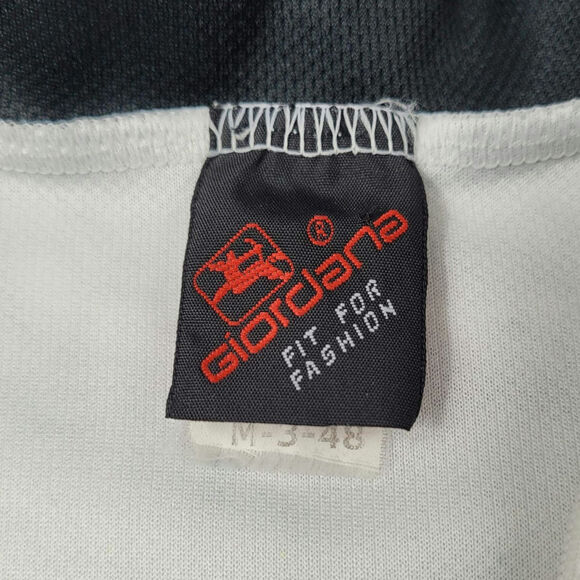 GiorDana ®
FIT FOR
FASHION
M-3-48